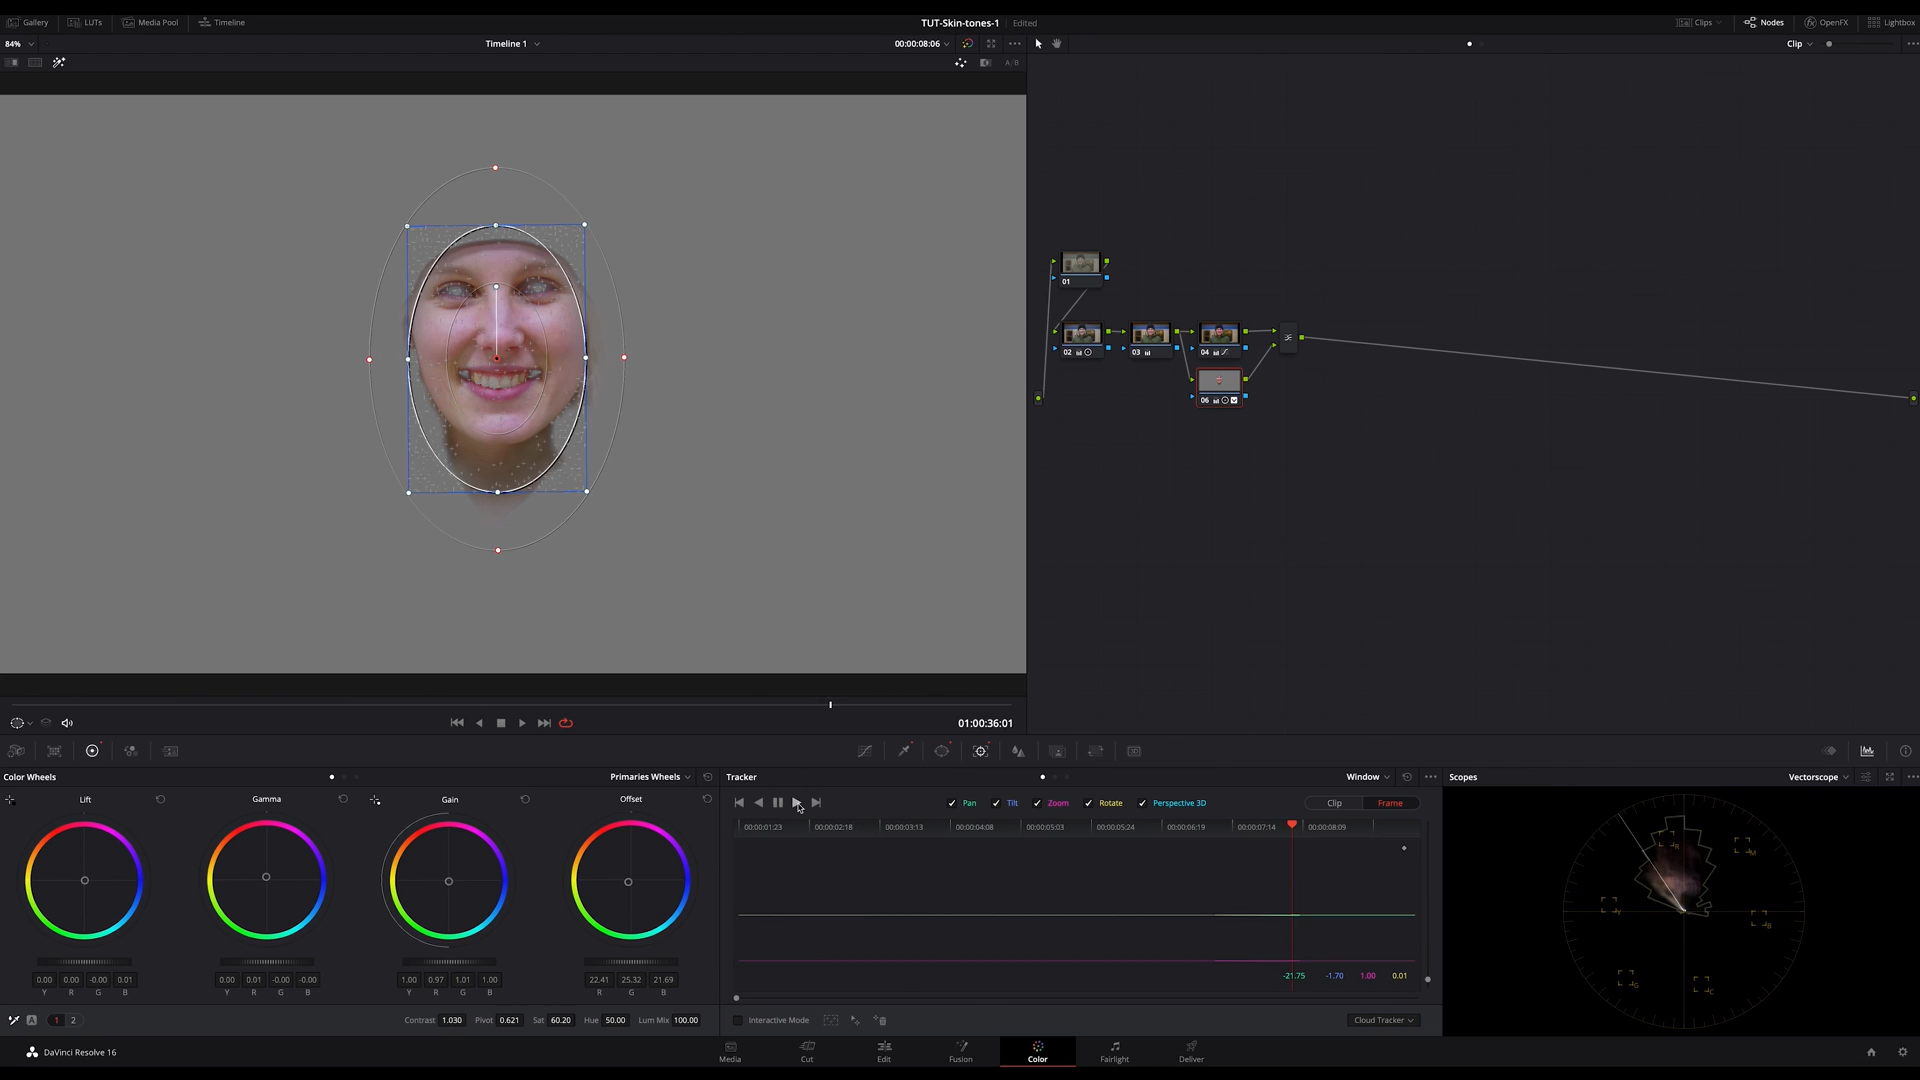 Gallery LUTs Media Pool Timeline TUT-Skin-tones-1 Edited Clips Nodes OpenFX Lightbox
84% Timeline 1 00:00:08:06 Clip
A/B
01
02 03 04
06
01:00:36:01
Color Wheels Primaries Wheels Tracker Window Scopes Vectorscope
Lift Gamma Gain Offset Pan Tilt Zoom Rotate Perspective 3D Clip Frame
00:00:01:23 00:00:02:18 00:00:03:13 00:00:04:08 00:00:05:03 00:00:05:24 00:00:06:19 00:00:07:14 00:00:08:09
R M
Y B
G C
-21.75 -1.70 1.00 0.01
0.00 0.00 -0.00 0.01 0.00 0.01 -0.00 -0.00 1.00 0.97 1.01 1.00 22.41 25.32 21.69
Y R G B Y R G B Y R G B R G B
A 1 2 Contrast 1.030 Pivot 0.621 Sat 60.20 Hue 50.00 Lum Mix 100.00 Interactive Mode Cloud Tracker
DaVinci Resolve 16 Media Cut Edit Fusion Color Fairlight Deliver